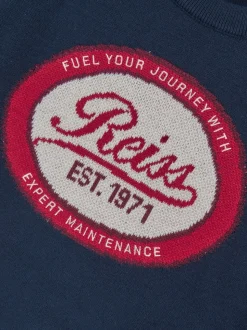 FUEL YOUR JOURNEY WITH
Reiss
EST. 1971
EXPERT MAINTENANCE